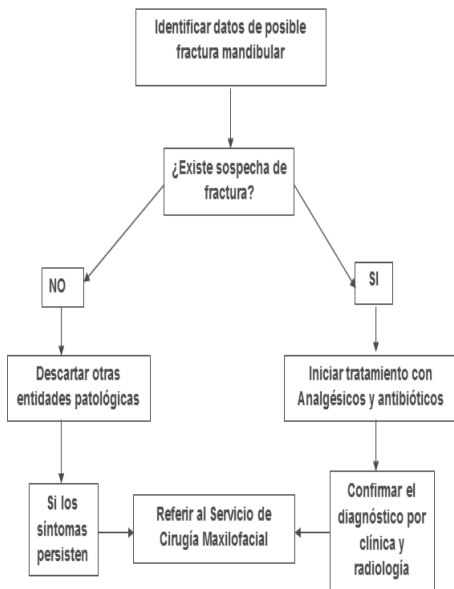 Identificar datos de posible
fractura mandibular
¿Existe sospecha de
fractura?
NO
SI
Descartar otras
entidades patológicas
Iniciar tratamiento con
Analgésicos y antibióticos
Si los
síntomas
persisten
Referir al Servicio de
Cirugía Maxilofacial
Confirmar el
diagnóstico por
clínica y
radiología